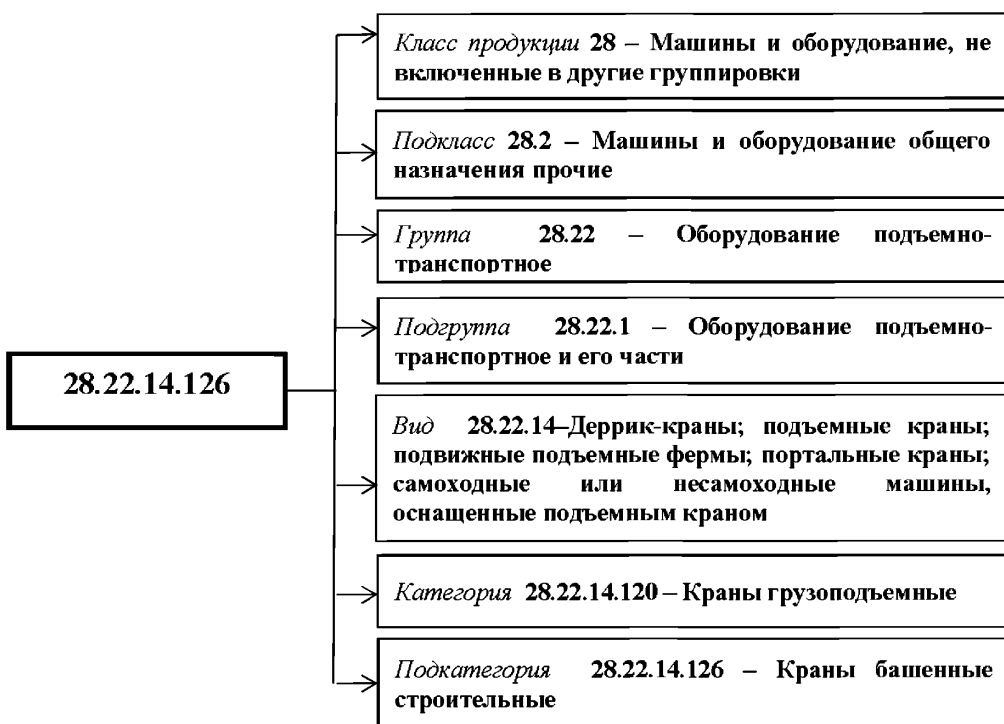 Класс продукции 28 – Машины и оборудование, не
включенные в другие группировки
Подкласс 28.2 – Машины и оборудование общего
назначения прочие
Группа 28.22 – Оборудование подъемно-
транспортное
Подгруппа 28.22.1 – Оборудование подъемно-
транспортное и его части
28.22.14.126
Вид 28.22.14–Деррик-краны; подъемные краны;
подвижные подъемные фермы; портальные краны;
самоходные или несамоходные машины,
оснащенные подъемным краном
Категория 28.22.14.120 – Краны грузоподъемные
Подкатегория 28.22.14.126 – Краны башенные
строительные